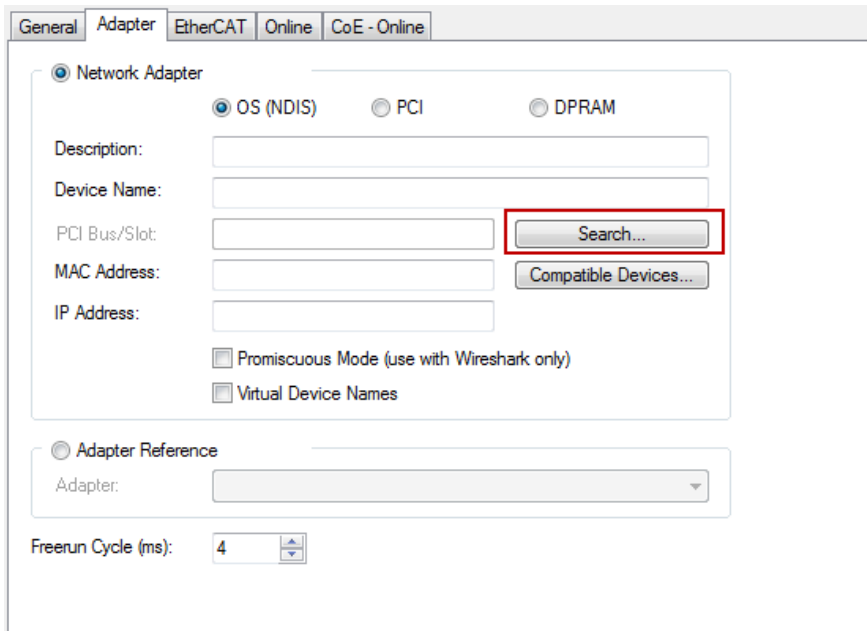 General Adapter EtherCAT Online CoE - Online
Network Adapter
OS (NDIS) PCI DPRAM
Description:
Device Name:
PCI Bus/Slot: Search...
MAC Address: Compatible Devices...
IP Address:
Promiscuous Mode (use with Wireshark only)
Virtual Device Names
Adapter Reference
Adapter:
Freerun Cycle (ms): 4